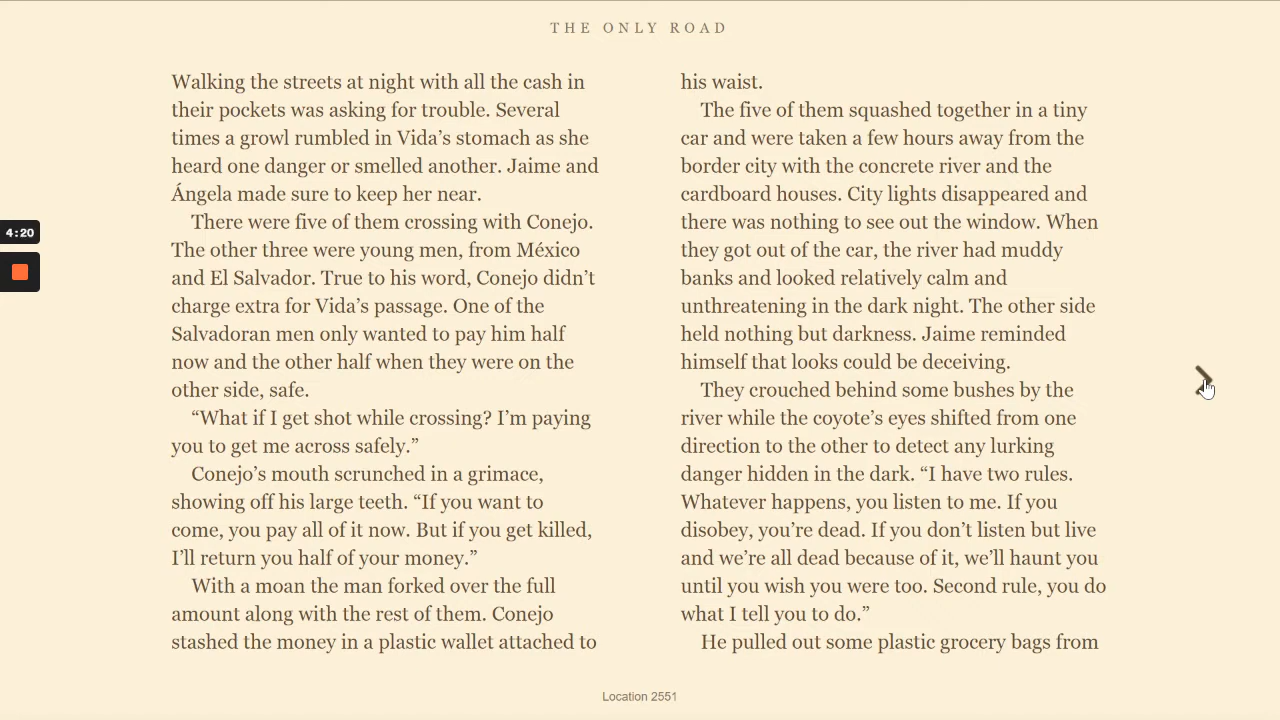 THE ONLY ROAD
Walking the streets at night with all the cash in
their pockets was asking for trouble. Several
times a growl rumbled in Vida’s stomach as she
heard one danger or smelled another. Jaime and
Ángela made sure to keep her near.
There were five of them crossing with Conejo.
The other three were young men, from México
and El Salvador. True to his word, Conejo didn’t
charge extra for Vida’s passage. One of the
Salvadoran men only wanted to pay him half
now and the other half when they were on the
other side, safe.
“What if I get shot while crossing? I’m paying
you to get me across safely.”
Conejo’s mouth scrunched in a grimace,
showing off his large teeth. “If you want to
come, you pay all of it now. But if you get killed,
I’ll return you half of your money.”
With a moan the man forked over the full
amount along with the rest of them. Conejo
stashed the money in a plastic wallet attached to
his waist.
The five of them squashed together in a tiny
car and were taken a few hours away from the
border city with the concrete river and the
cardboard houses. City lights disappeared and
there was nothing to see out the window. When
they got out of the car, the river had muddy
banks and looked relatively calm and
unthreatening in the dark night. The other side
held nothing but darkness. Jaime reminded
himself that looks could be deceiving.
They crouched behind some bushes by the
river while the coyote’s eyes shifted from one
direction to the other to detect any lurking
danger hidden in the dark. “I have two rules.
Whatever happens, you listen to me. If you
disobey, you’re dead. If you don’t listen but live
and we’re all dead because of it, we’ll haunt you
until you wish you were too. Second rule, you do
what I tell you to do.”
He pulled out some plastic grocery bags from
4:20
Location 2551